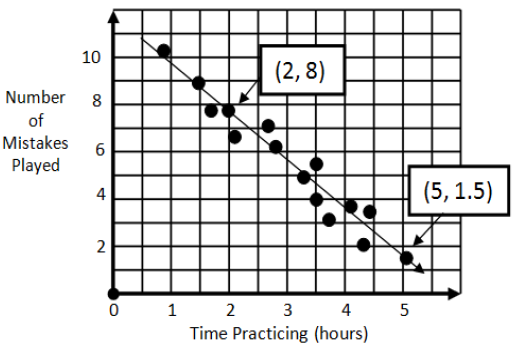 10
(2, 8)
Number
of
Mistakes
Played
8
6
(5, 1.5)
4
2
0 1 2 3 4 5
Time Practicing (hours)